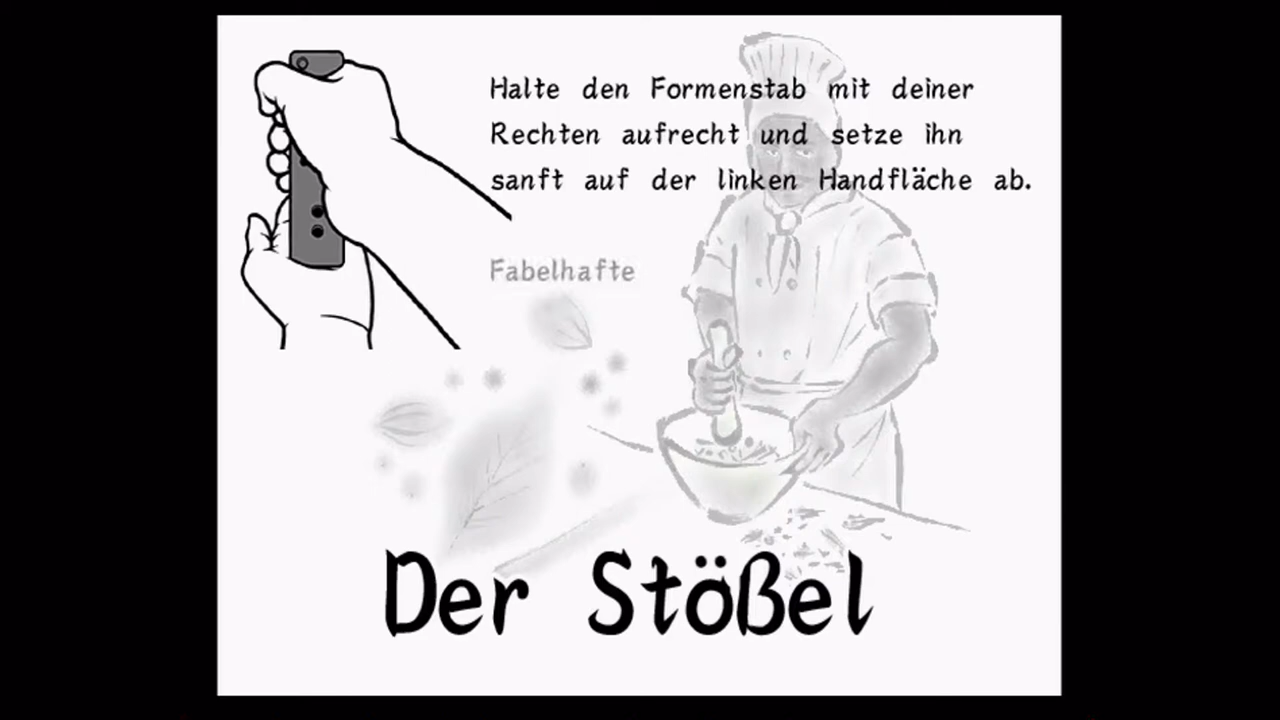 Halte den Formenstab mit deiner
Rechten aufrecht und setze ihn
sanft auf der linken Handfläche ab.
Fabelhafte
Der Stößel